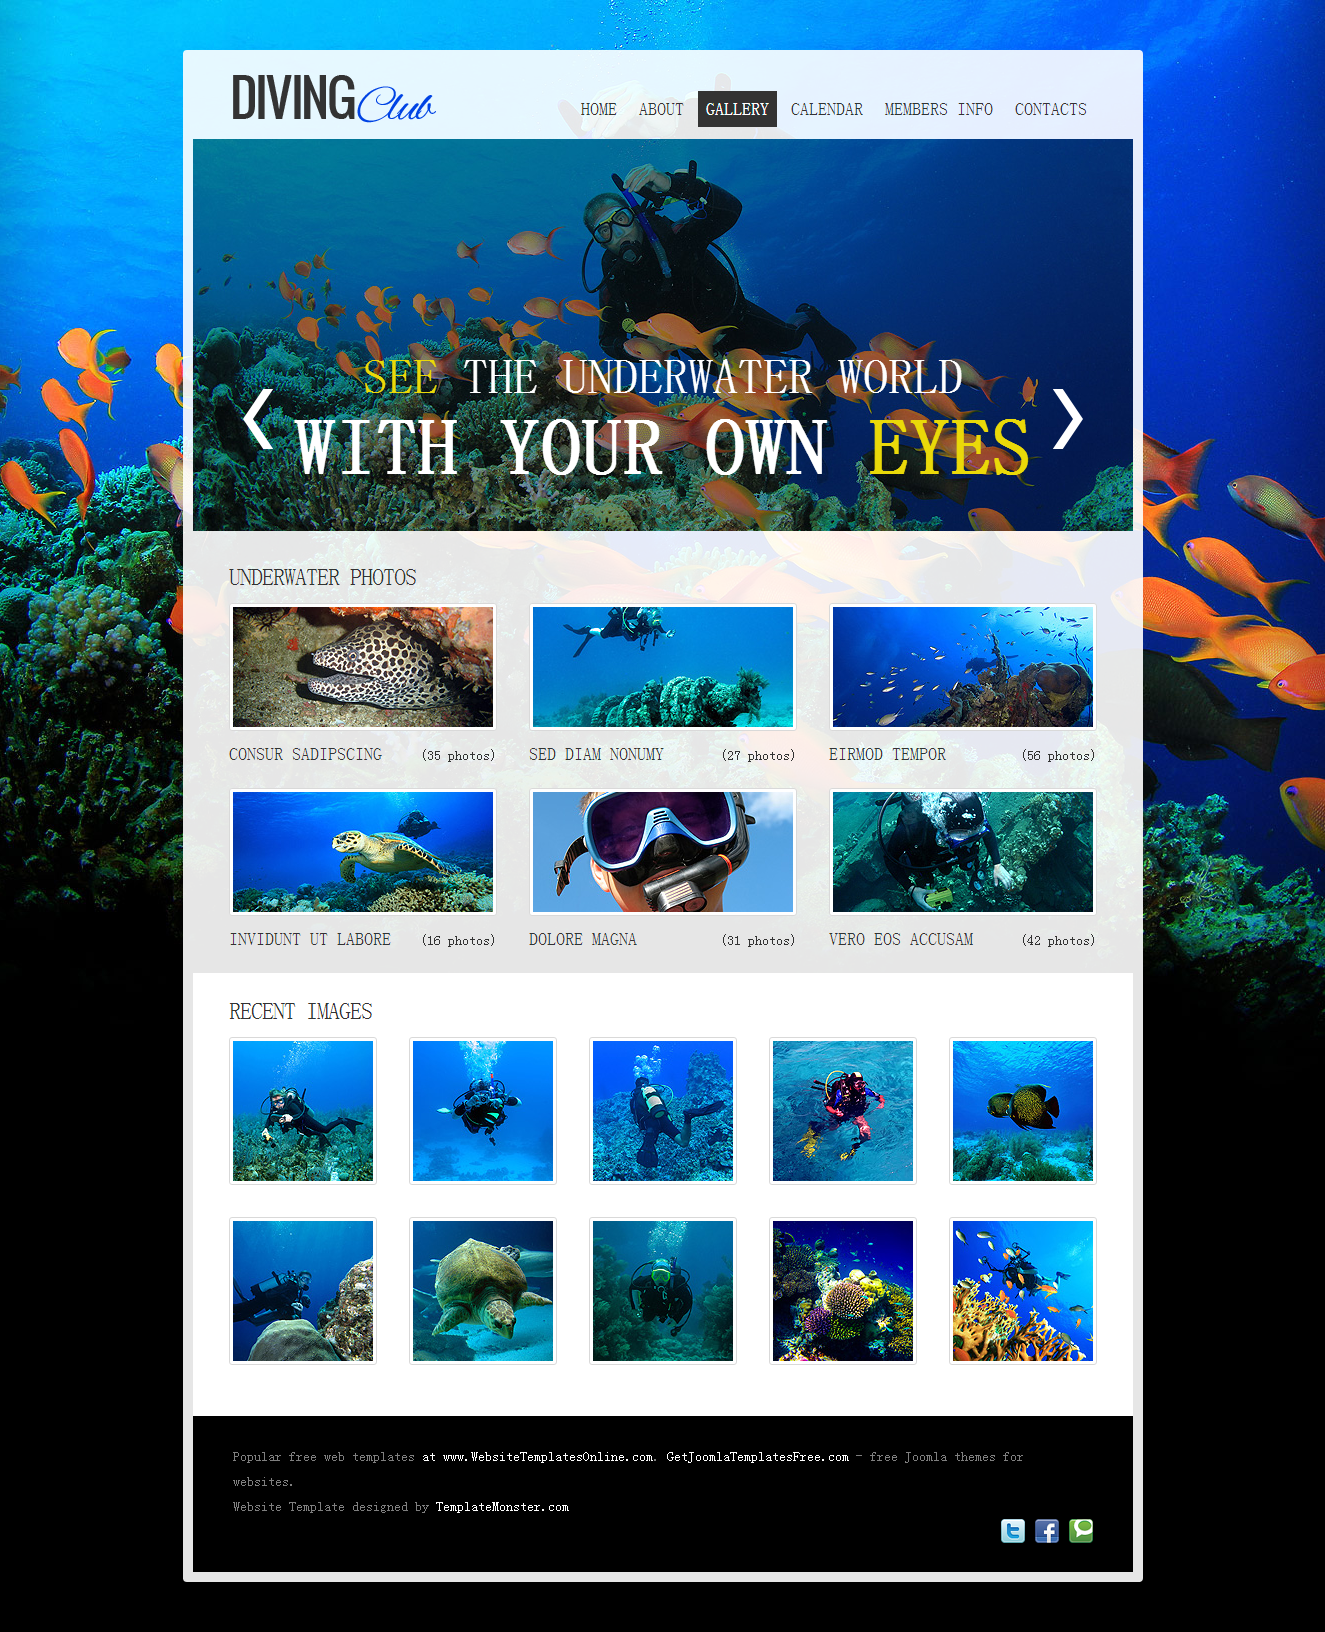 DIVING Club
HOME ABOUT GALLERY CALENDAR MEMBERS INFO CONTACTS
SEE THE UNDERWATER WORLD
WITH YOUR OWN EYES
UNDERWATER PHOTOS
CONSUR SADIPSCING (35 photos)
SED DIAM NONUMY (27 photos)
EIRMOD TEMPOR (56 photos)
INVIDUNT UT LABORE (16 photos)
DOLORE MAGNA (31 photos)
VERO EOS ACCUSAM (42 photos)
RECENT IMAGES
Popular free web templates at www.WebsiteTemplatesOnline.com. GetJoomlaTemplatesFree.com - free Joomla themes for
websites.
Website Template designed by TemplateMonster.com